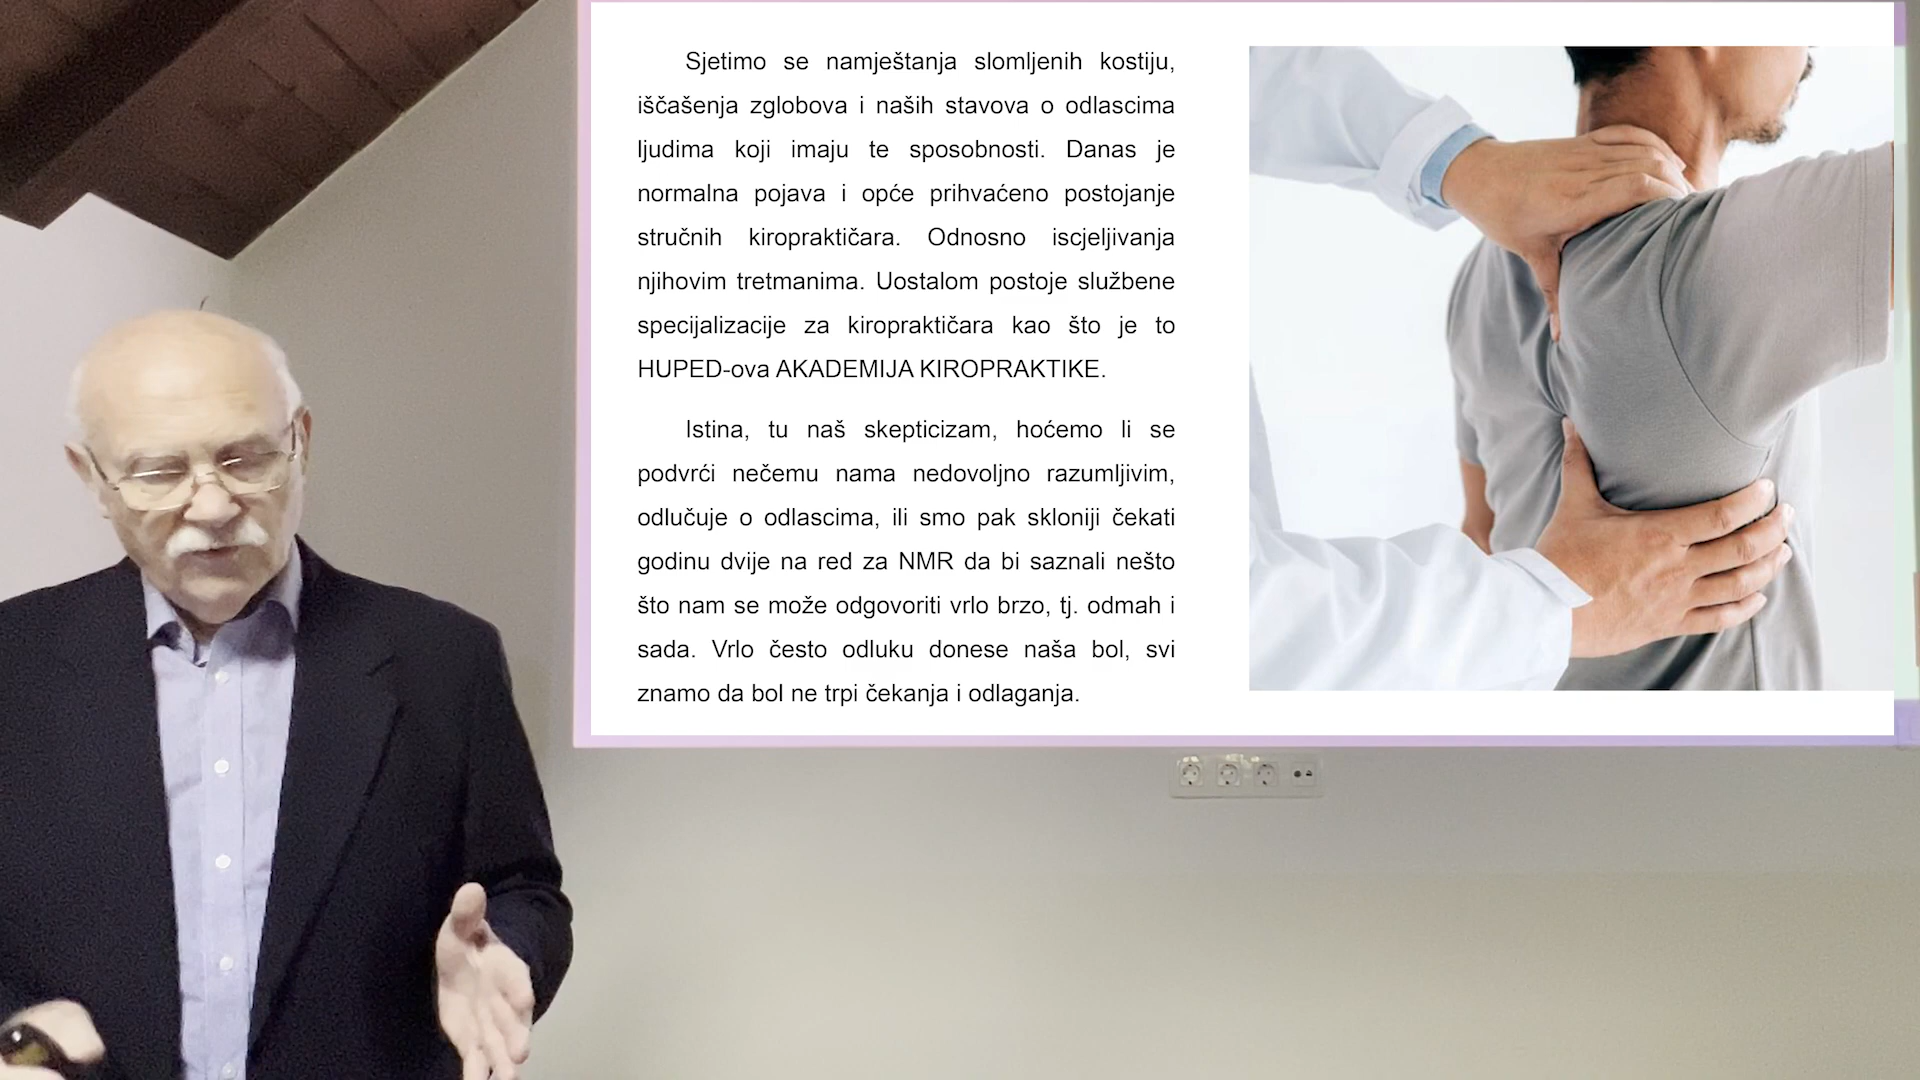 Sjetimo se namještanja slomljenih kostiju,
iščašenja zglobova i naših stavova o odlascima
ljudima koji imaju te sposobnosti. Danas je
normalna pojava i opće prihvaćeno postojanje
stručnih kiropraktičara. Odnosno iscjeljivanja
njihovim tretmanima. Uostalom postoje službene
specijalizacije za kiropraktičara kao što je to
HUPED-ova AKADEMIJA KIROPRAKTIKE.
Istina, tu naš skepticizam, hoćemo li se
podvrći nečemu nama nedovoljno razumljivim,
odlučuje o odlascima, ili smo pak skloniji čekati
godinu dvije na red za NMR da bi saznali nešto
što nam se može odgovoriti vrlo brzo, tj. odmah i
sada. Vrlo često odluku donese naša bol, svi
znamo da bol ne trpi čekanja i odlaganja.